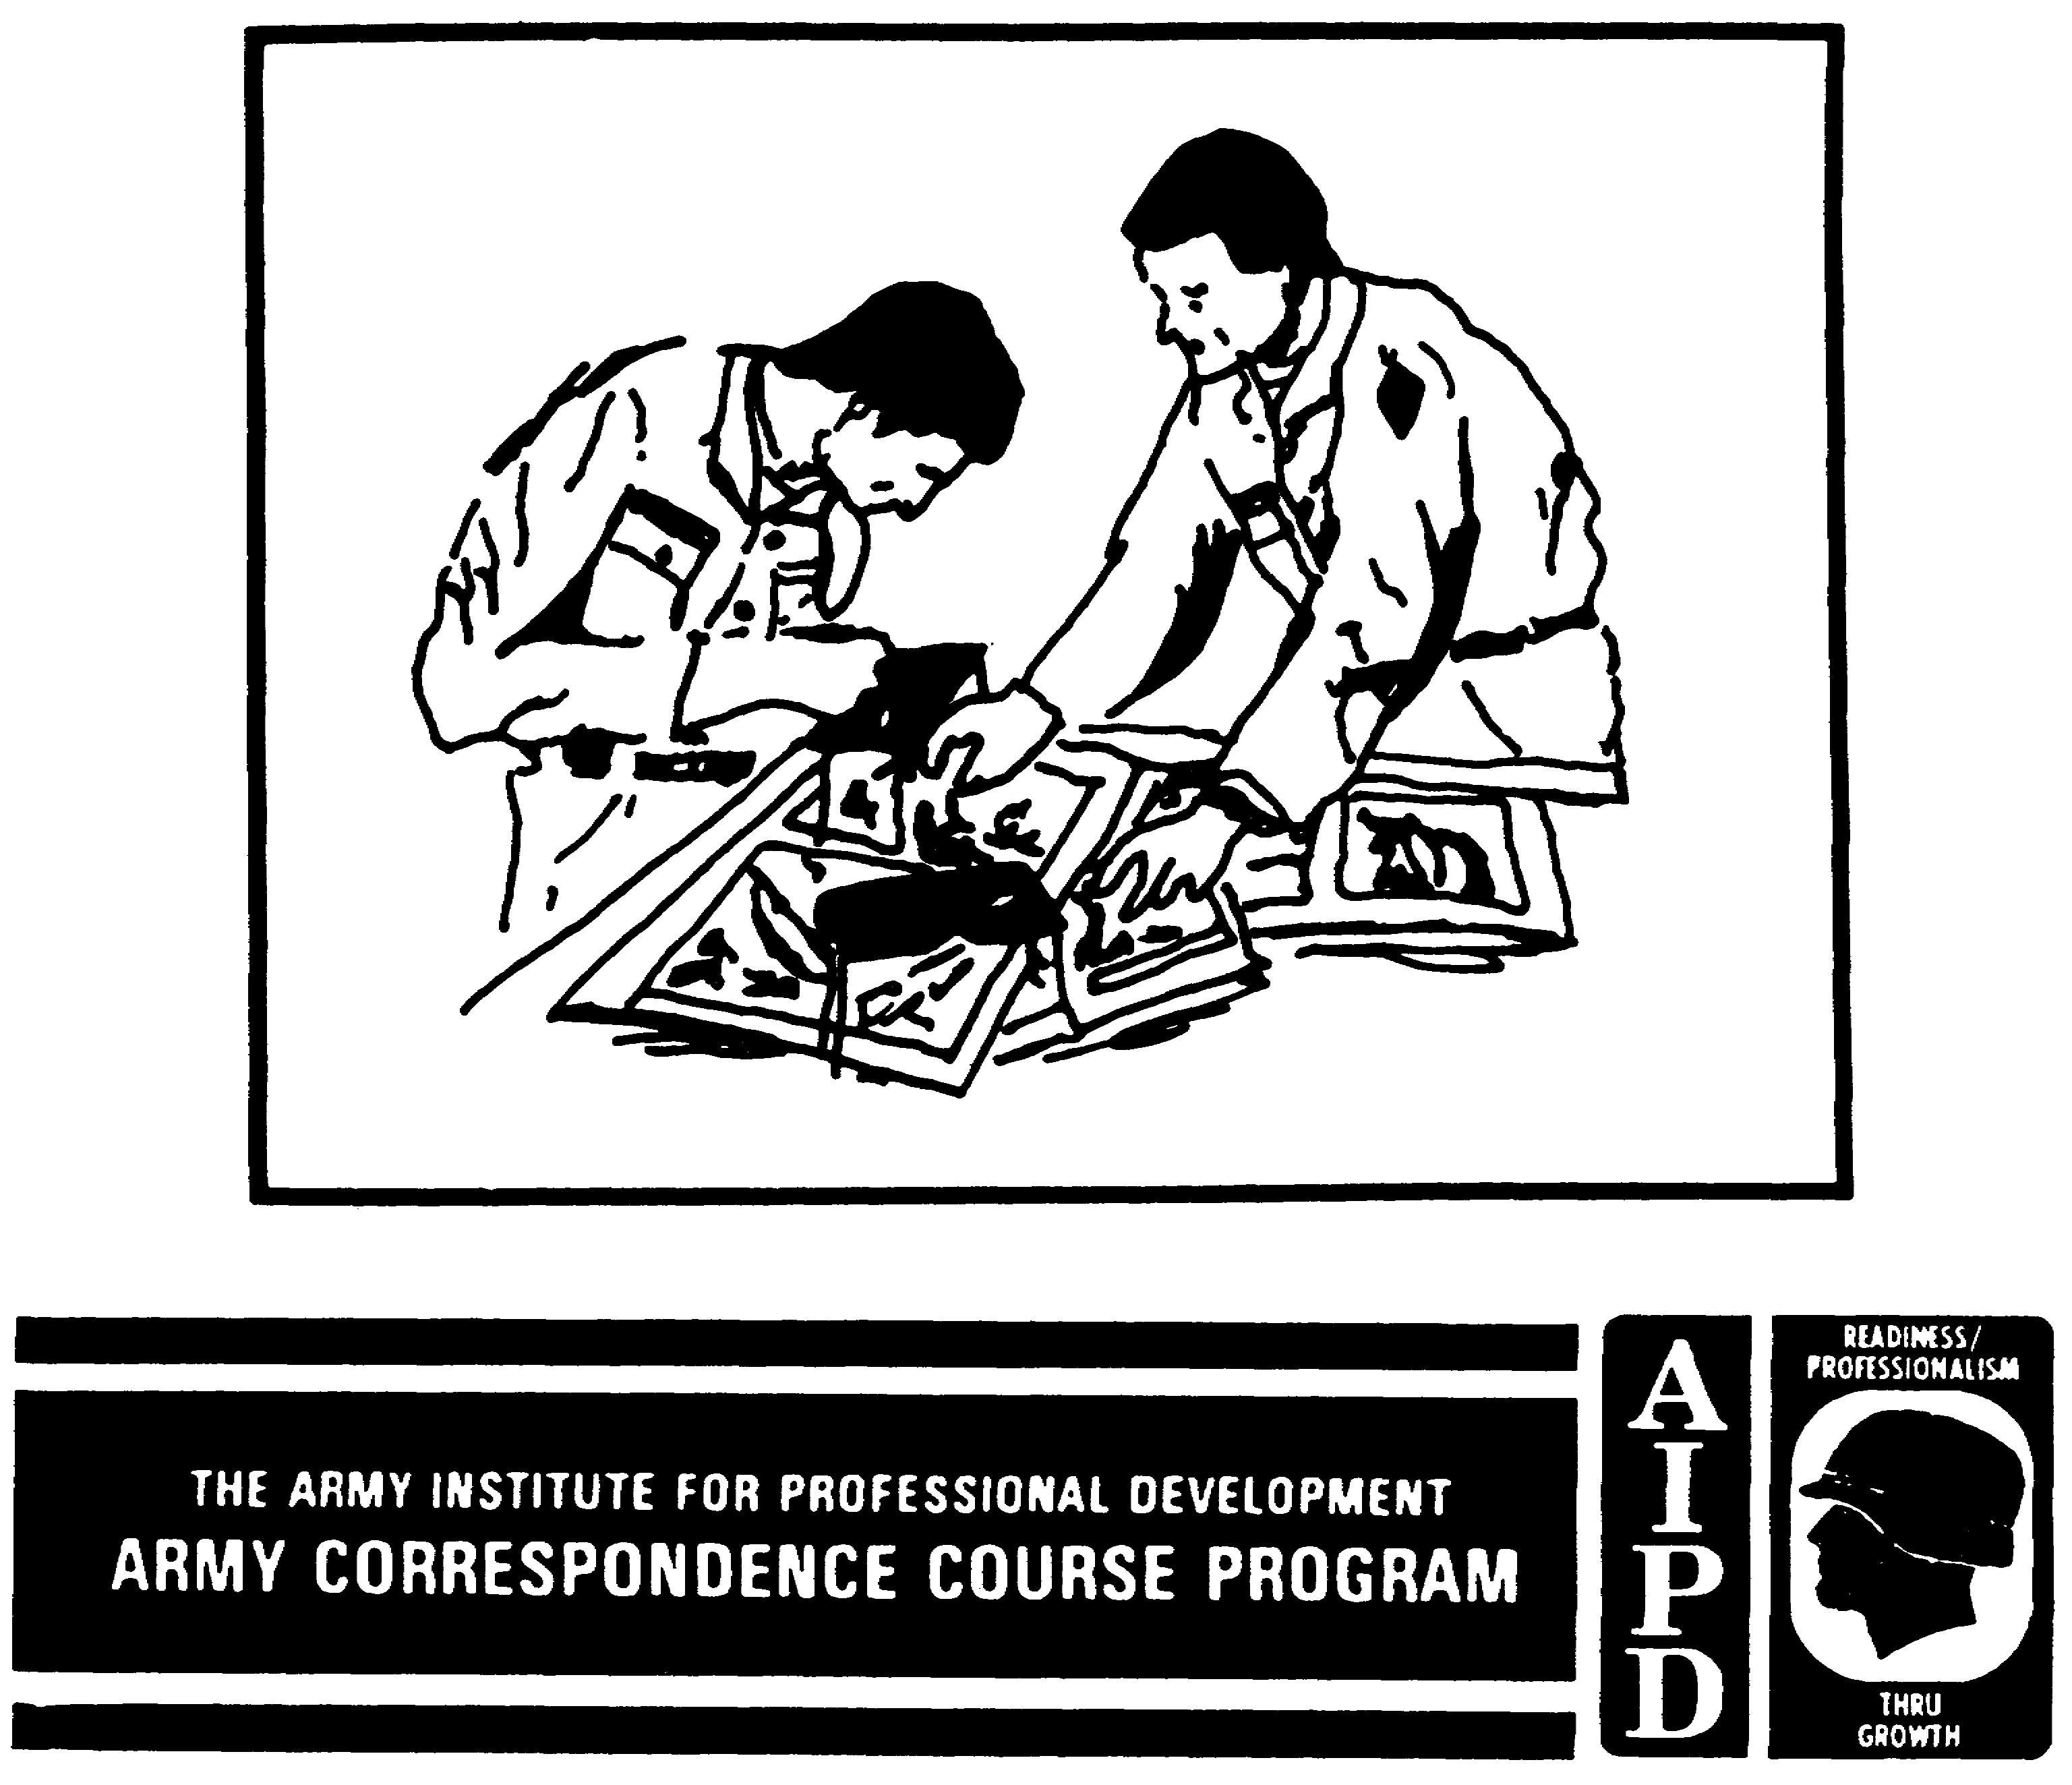 THE ARMY INSTITUTE FOR PROFESSIONAL DEVELOPMENT
ARMY CORRESPONDENCE COURSE PROGRAM
A
I
P
D
READINESS/
PROFESSIONALISM
THRU
GROWTH